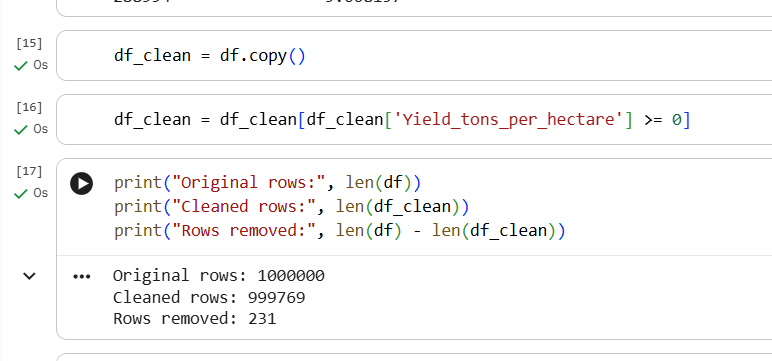 [15]
0s
df_clean = df.copy()
[16]
0s
df_clean = df_clean[df_clean['Yield_tons_per_hectare'] >= 0]
[17]
0s
print("Original rows:", len(df))
print("Cleaned rows:", len(df_clean))
print("Rows removed:", len(df) - len(df_clean))
Original rows: 1000000
Cleaned rows: 999769
Rows removed: 231